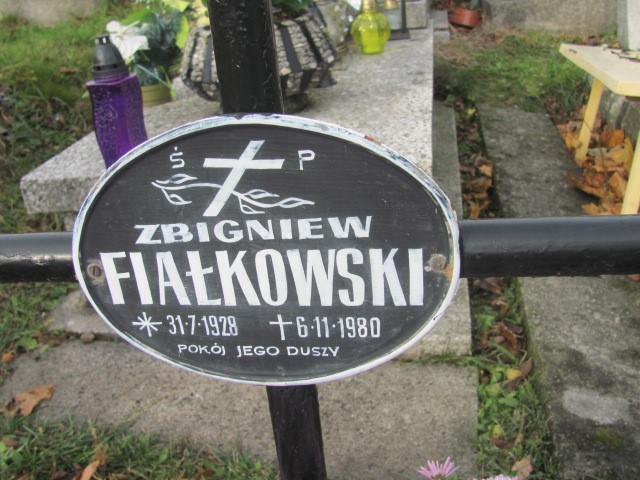 Ś P
ZBIGNIEW
FIAŁKOWSKI
* 31·7·1928 † 6·11·1980
POKÓJ JEGO DUSZY